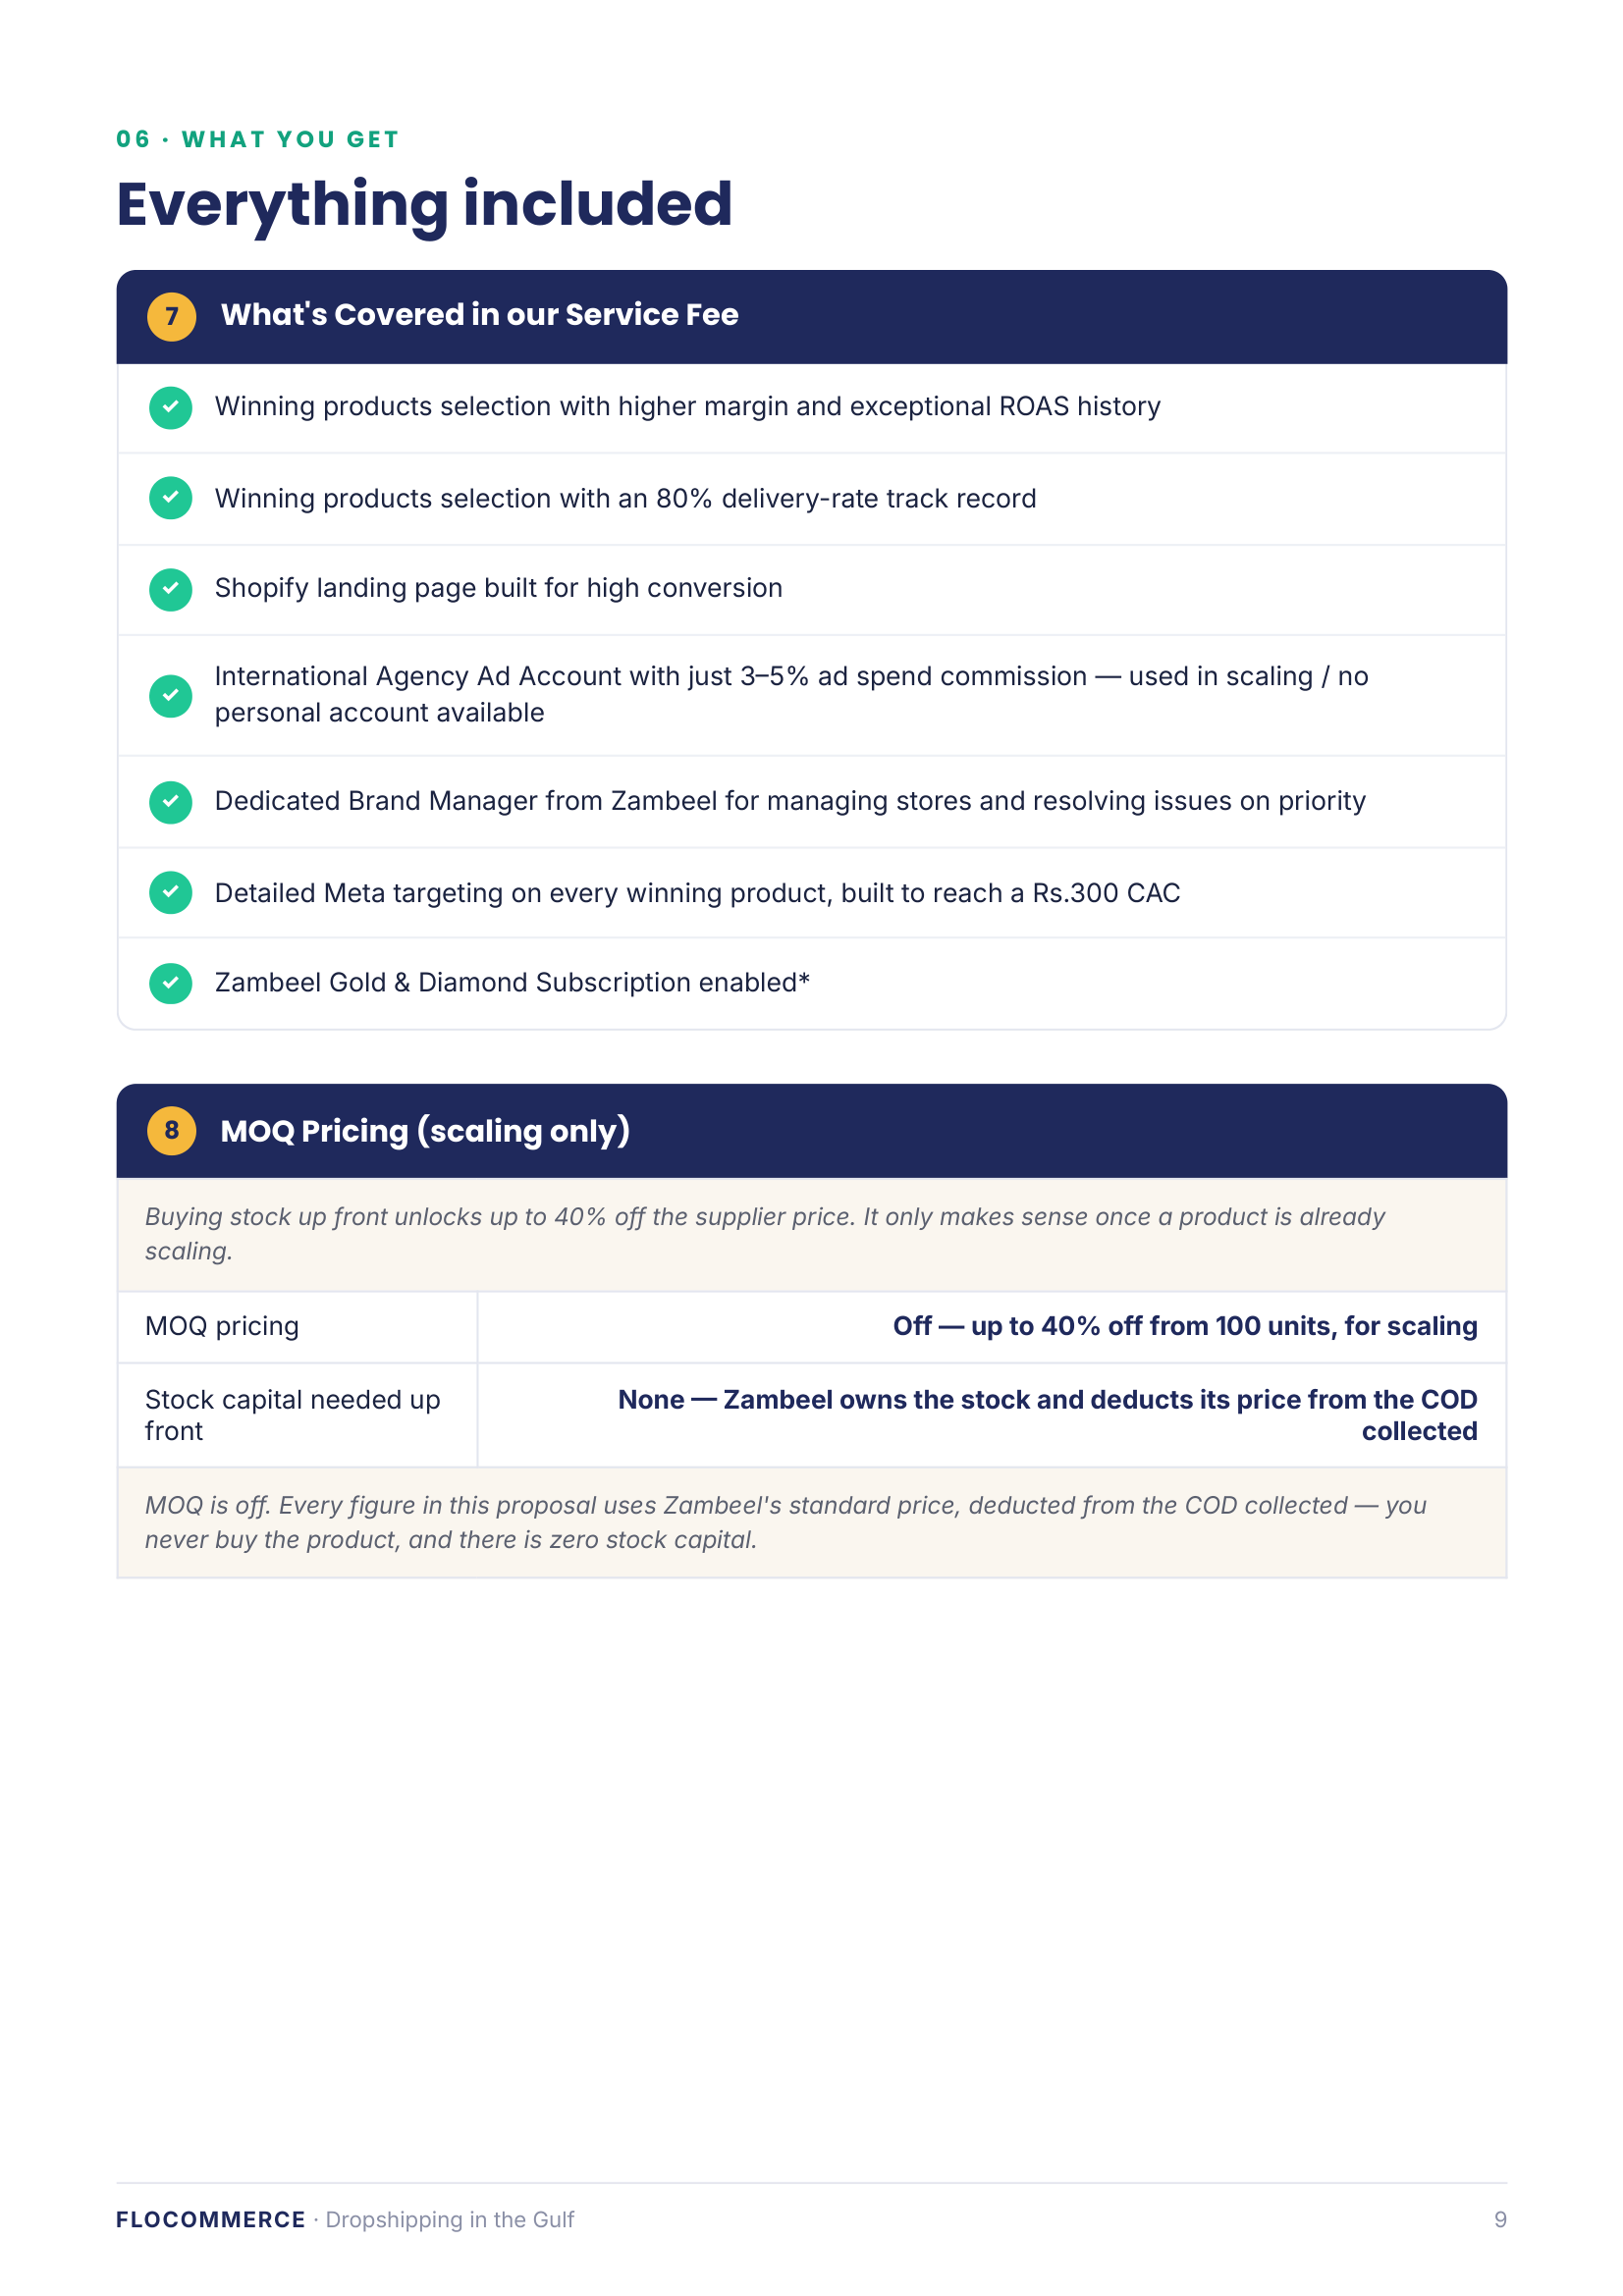 06 · WHAT YOU GET
Everything included
7 What's Covered in our Service Fee
Winning products selection with higher margin and exceptional ROAS history
Winning products selection with an 80% delivery-rate track record
Shopify landing page built for high conversion
International Agency Ad Account with just 3–5% ad spend commission — used in scaling / no
personal account available
Dedicated Brand Manager from Zambeel for managing stores and resolving issues on priority
Detailed Meta targeting on every winning product, built to reach a Rs.300 CAC
Zambeel Gold & Diamond Subscription enabled*
8 MOQ Pricing (scaling only)
Buying stock up front unlocks up to 40% off the supplier price. It only makes sense once a product is already
scaling.
MOQ pricing
Off — up to 40% off from 100 units, for scaling
Stock capital needed up
front
None — Zambeel owns the stock and deducts its price from the COD
collected
MOQ is off. Every figure in this proposal uses Zambeel's standard price, deducted from the COD collected — you
never buy the product, and there is zero stock capital.
FLOCOMMERCE · Dropshipping in the Gulf
9